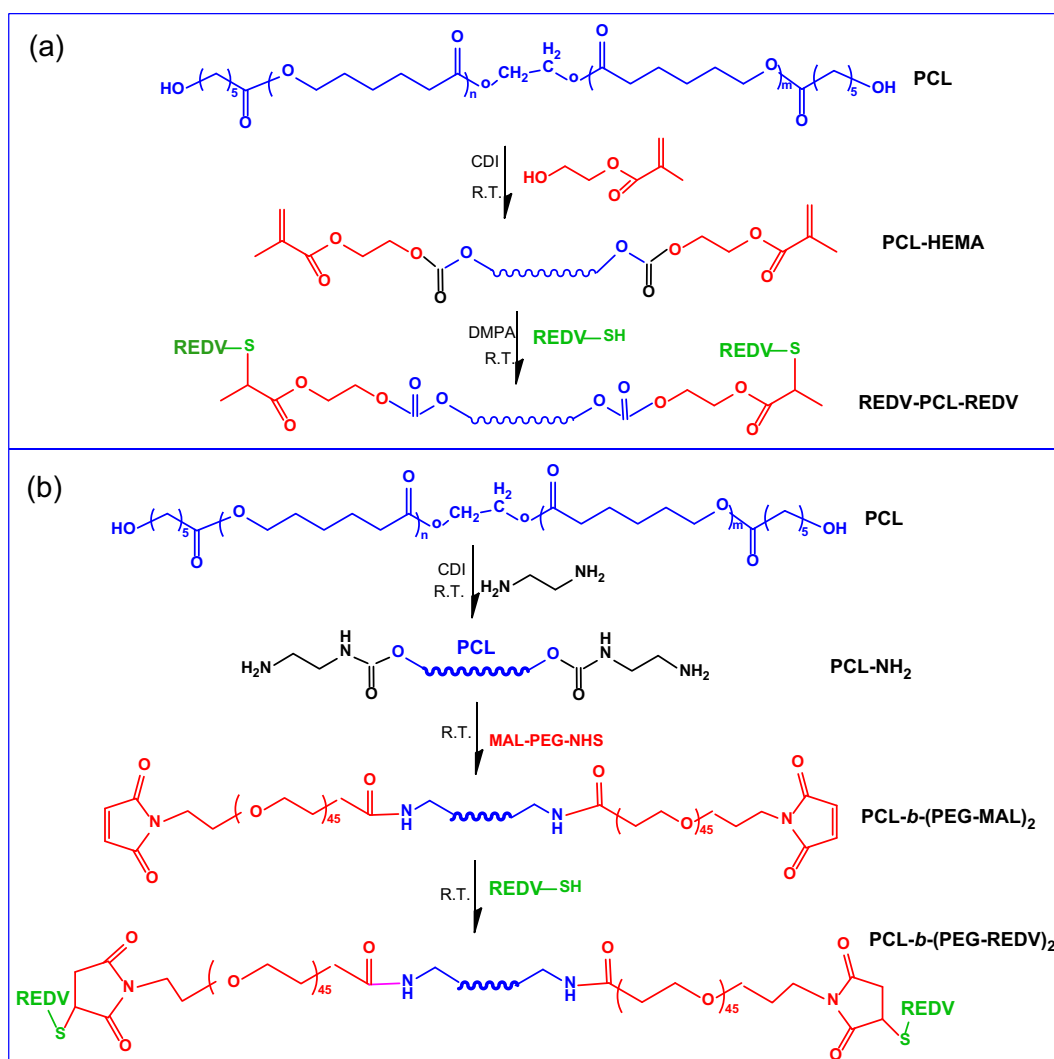 (a)
O
O
H2
O
O
HO
5
O
O
n
O
CH2
C
O
m
5
OH
PCL
O
O
CDI
R.T.
HO
O
O
O
O
O
O
O
O
O
O
O
O
O
O
PCL-HEMA
DMPA
R.T.
REDV—SH
REDV—S
REDV—S
O
O
O
O
O
O
O
O
O
O
REDV-PCL-REDV
(b)
O
O
H2
O
O
HO
5
O
O
n
O
CH2
C
O
m
5
OH
PCL
O
O
CDI
R.T.
H2N
NH2
H2N
H
N
O
O
PCL
O
O
H
N
NH2
PCL-NH2
R.T.
MAL-PEG-NHS
O
N
O
O
45
O
N
H
N
H
O
O
45
O
N
O
PCL-b-(PEG-MAL)2
R.T.
REDV—SH
PCL-b-(PEG-REDV)2
O
N
O
O
45
O
N
H
N
H
O
O
45
O
N
O
REDV
S
S
REDV